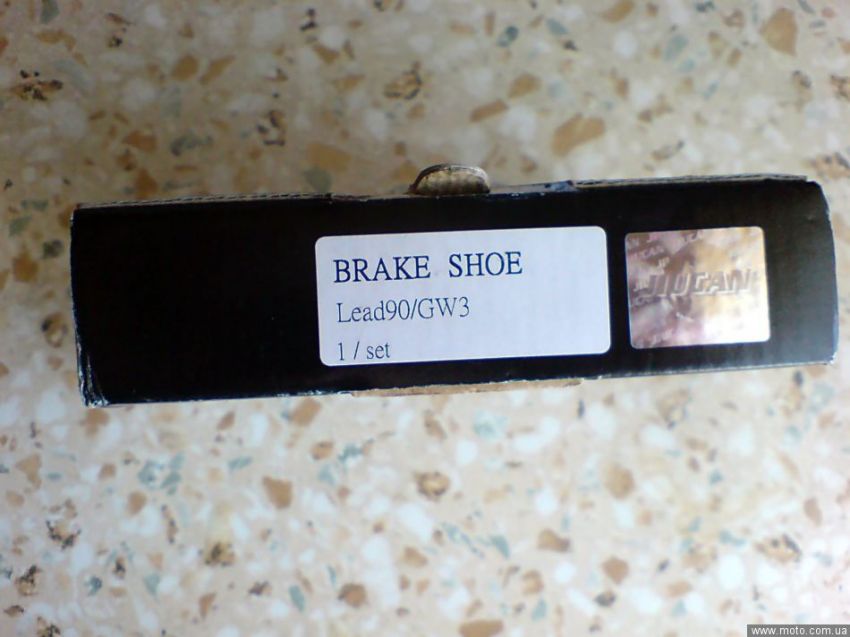 BRAKE SHOE
Lead90/GW3
1 / set
JIUGAN
www.moto.com.ua